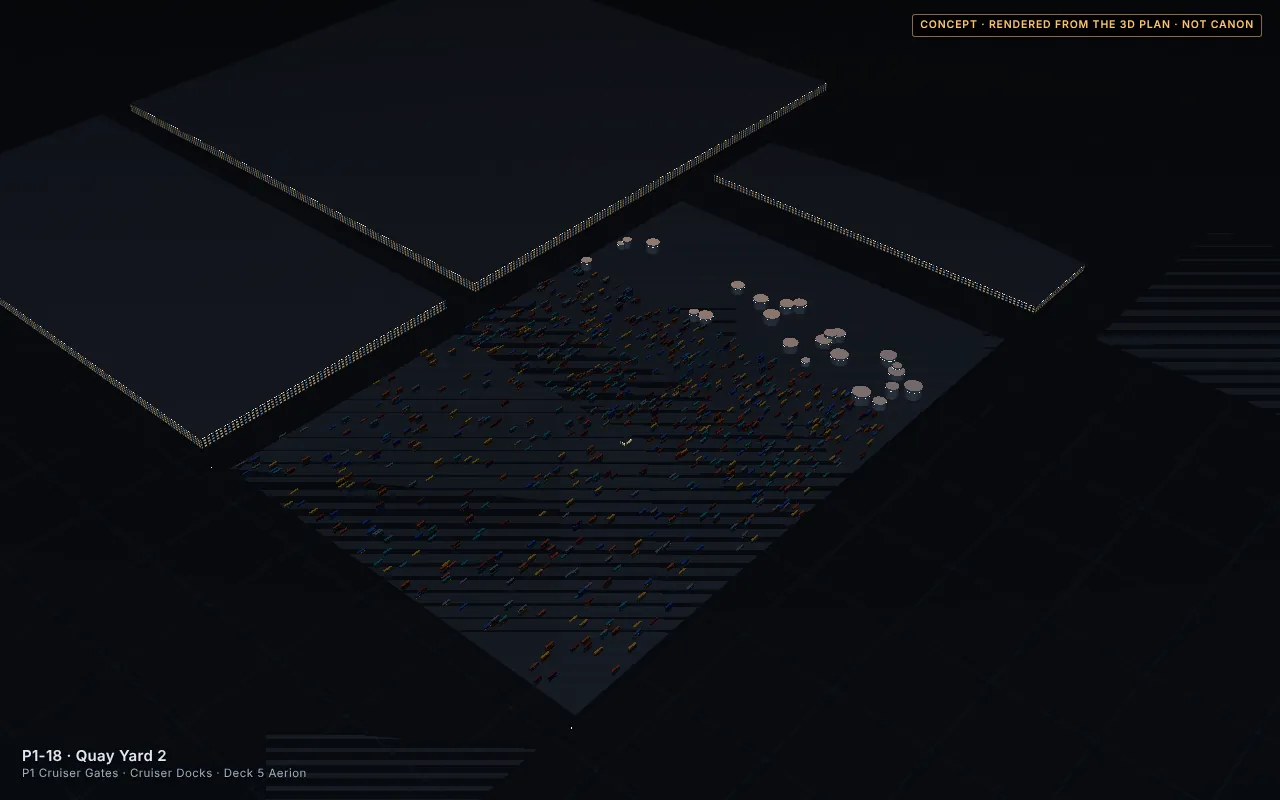 CONCEPT · RENDERED FROM THE 3D PLAN · NOT CANON
P1-18 · Quay Yard 2
P1 Cruiser Gates · Cruiser Docks · Deck 5 Aerion